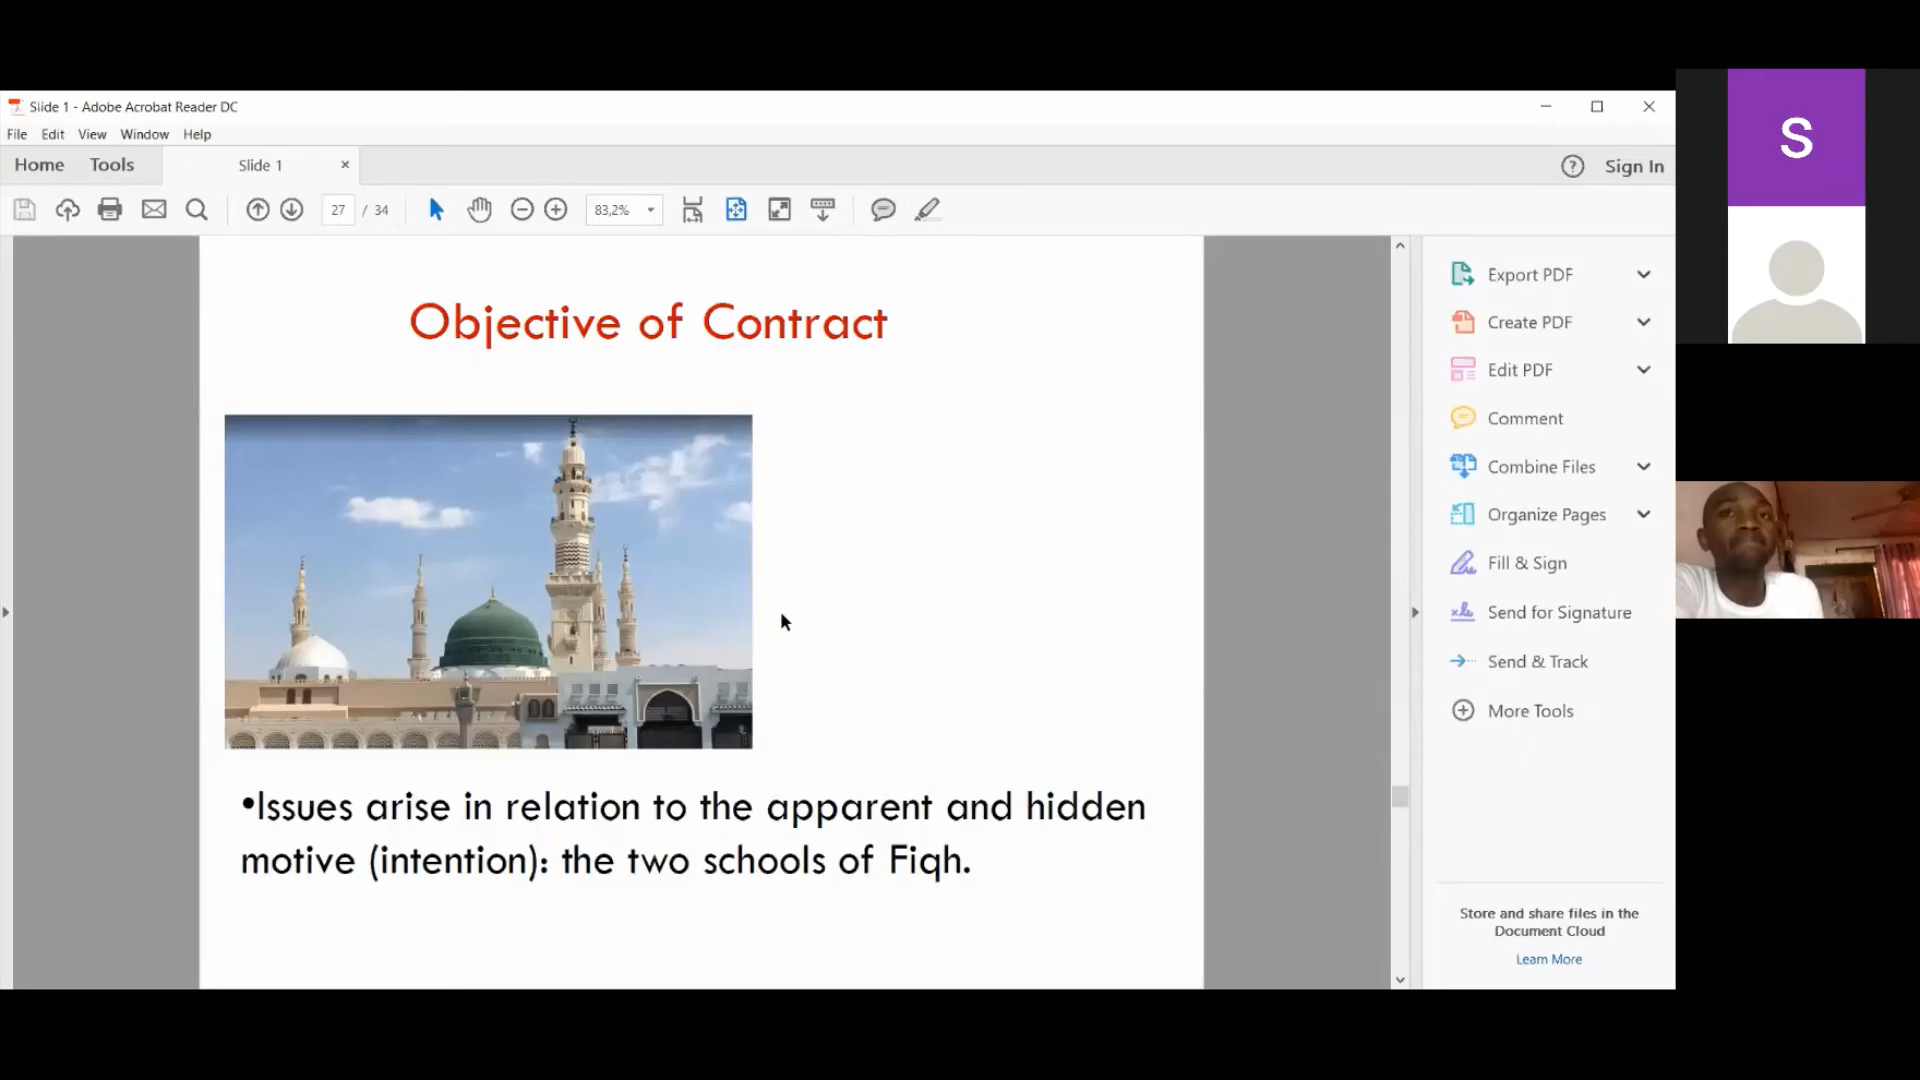 Slide 1 - Adobe Acrobat Reader DC
File Edit View Window Help
Home Tools Slide 1 Sign In
27 / 34 83,2%
Objective of Contract
•Issues arise in relation to the apparent and hidden
motive (intention): the two schools of Fiqh.
Export PDF
Create PDF
Edit PDF
Comment
Combine Files
Organize Pages
Fill & Sign
Send for Signature
Send & Track
More Tools
Store and share files in the
Document Cloud
Learn More
S